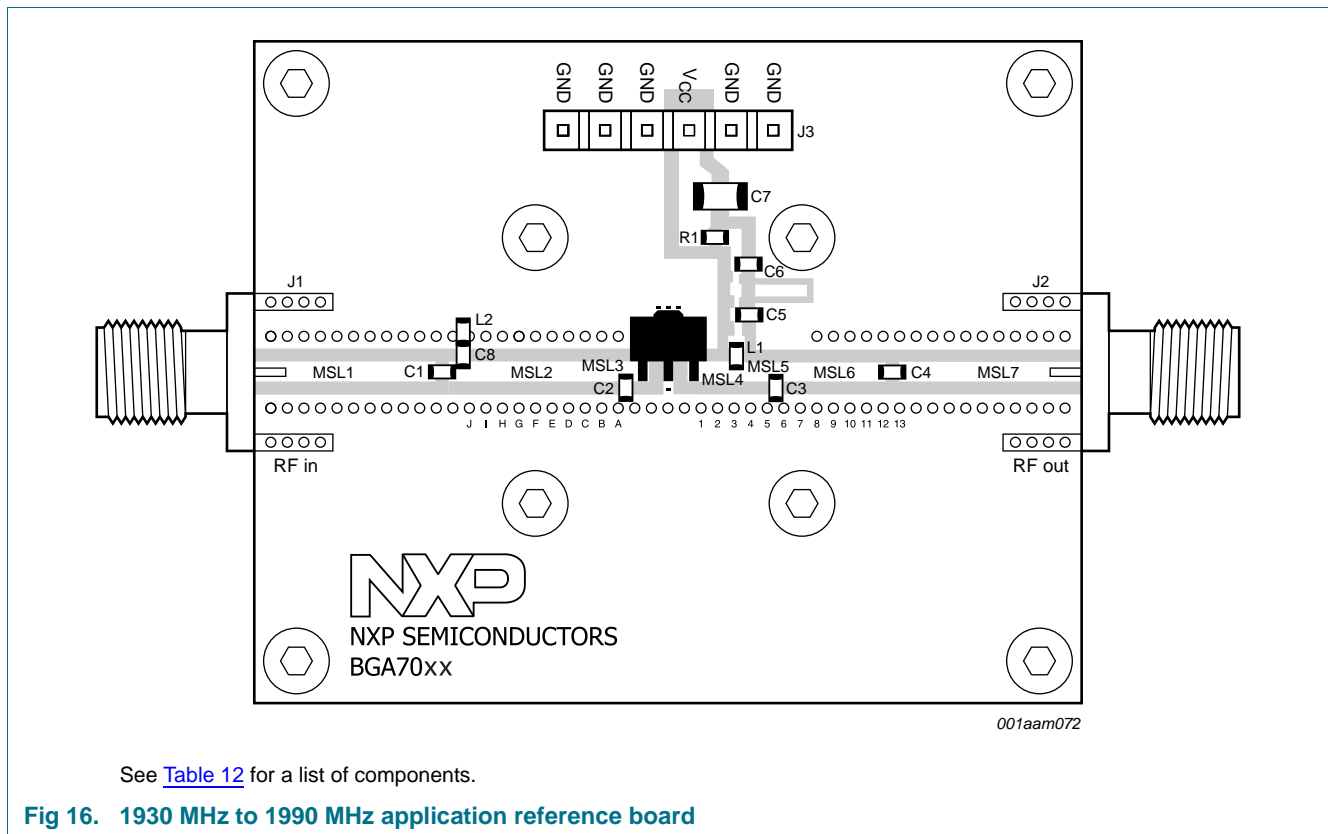 GND GND GND VCC GND GND
J3
C7
R1
C6
J1
J2
L2
C5
C8
L1
MSL1
C1
MSL2
MSL3
C2
MSL4
MSL5
C3
MSL6
C4
MSL7
J I H G F E D C B A
1 2 3 4 5 6 7 8 9 10 11 12 13
RF in
RF out
NXP
NXP SEMICONDUCTORS
BGA70xx
001aam072
See Table 12 for a list of components.
Fig 16. 1930 MHz to 1990 MHz application reference board